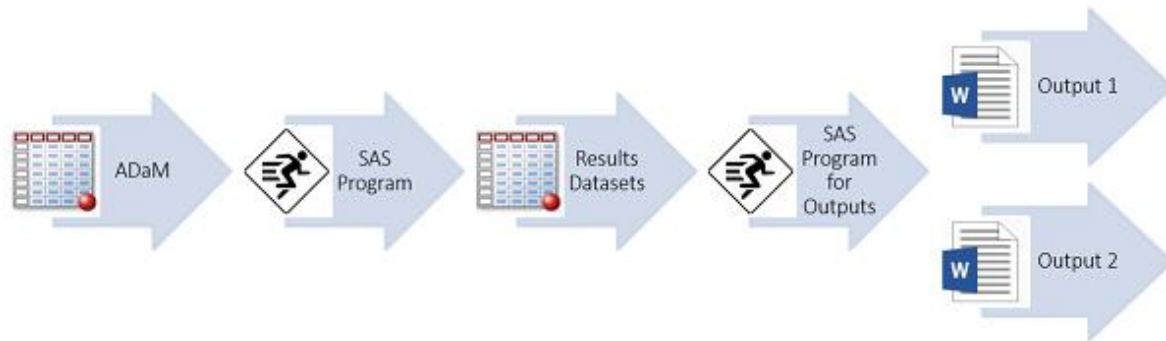 ADaM
SAS
Program
Results
Datasets
SAS
Program
for
Outputs
W
Output 1
W
Output 2